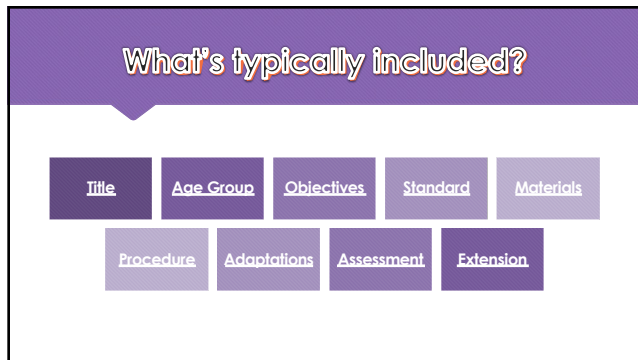 What's typically included?
Title Age Group Objectives Standard Materials
Procedure Adaptations Assessment Extension